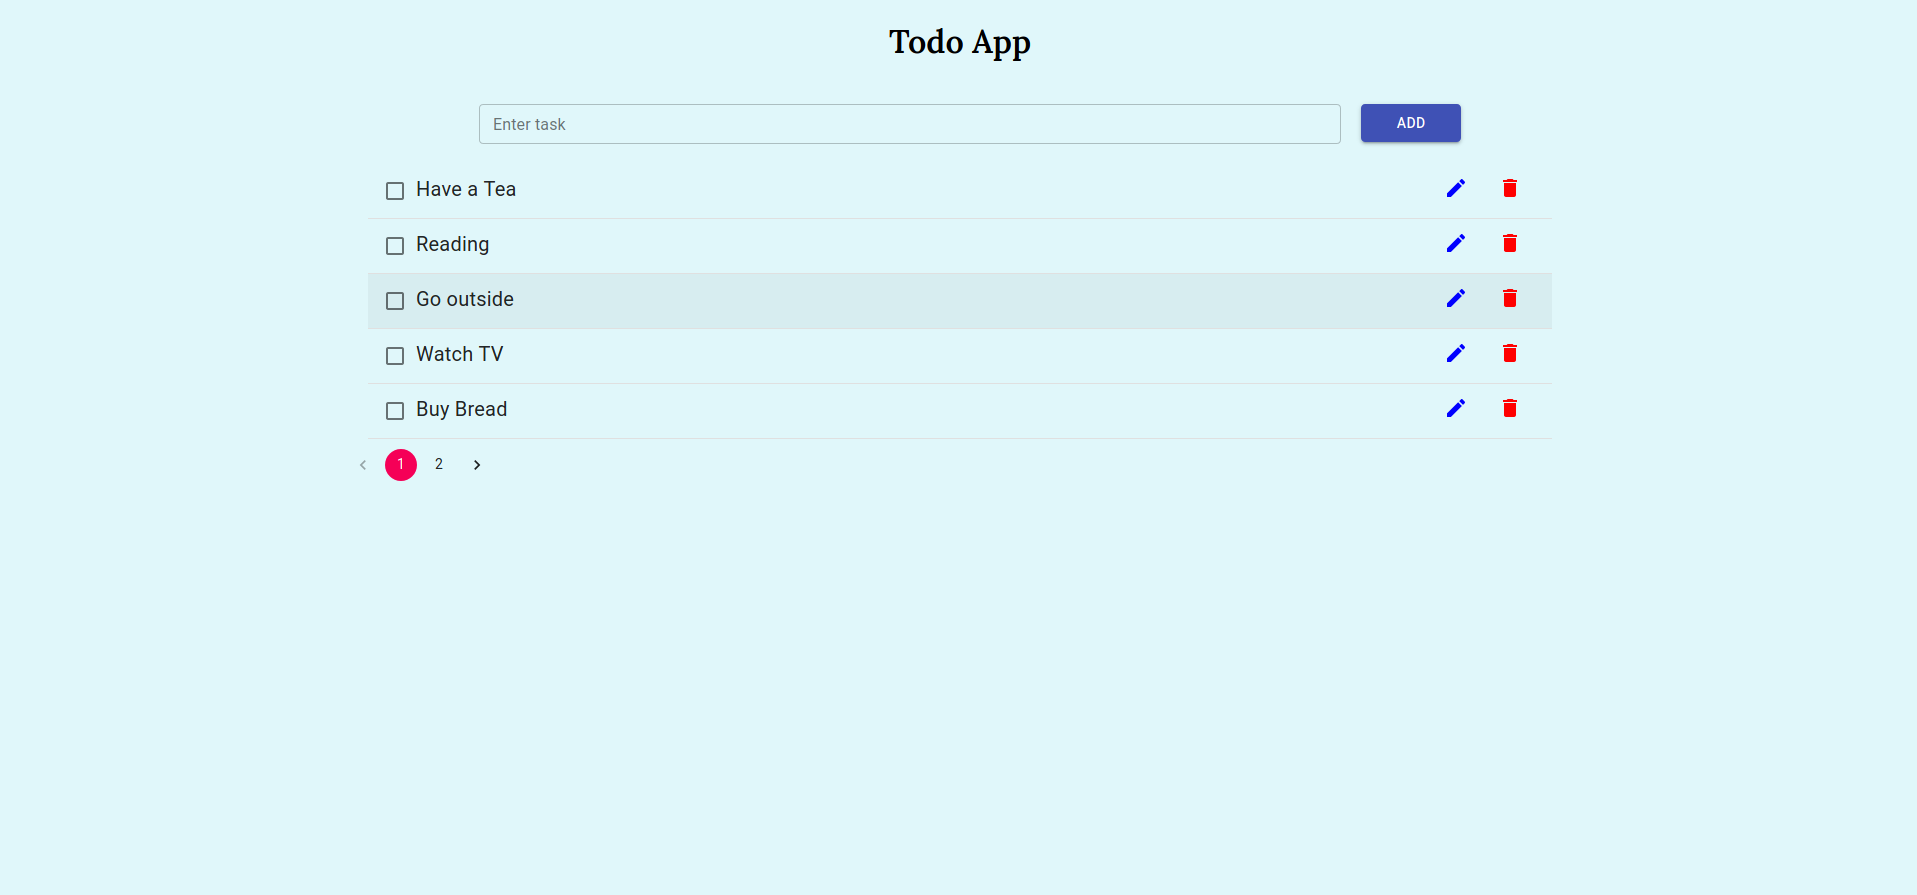 Todo App
Enter task
ADD
Have a Tea
Reading
Go outside
Watch TV
Buy Bread
1 2